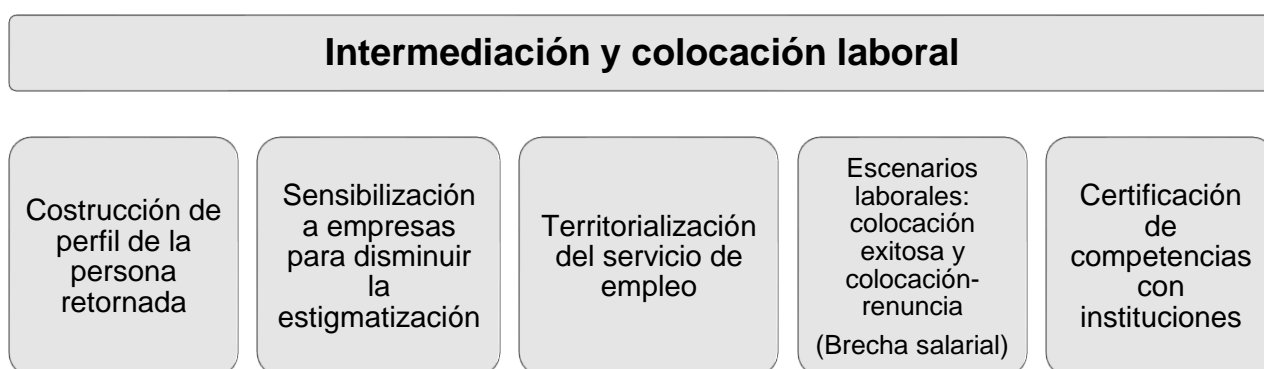 Intermediación y colocación laboral
Costrucción de
perfil de la
persona
retornada
Sensibilización
a empresas
para disminuir
la
estigmatización
Territorialización
del servicio de
empleo
Escenarios
laborales:
colocación
exitosa y
colocación-
renuncia
(Brecha salarial)
Certificación
de
competencias
con
instituciones